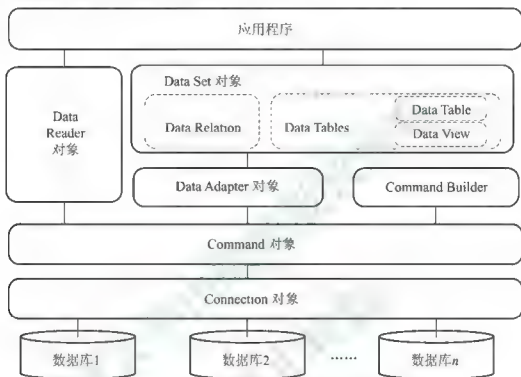 应用程序
Data
Reader
对象
Data Set 对象
Data Relation
Data Tables
Data Table
Data View
Data Adapter 对象
Command Builder
Command 对象
Connection 对象
数据库1
数据库2
……
数据库n